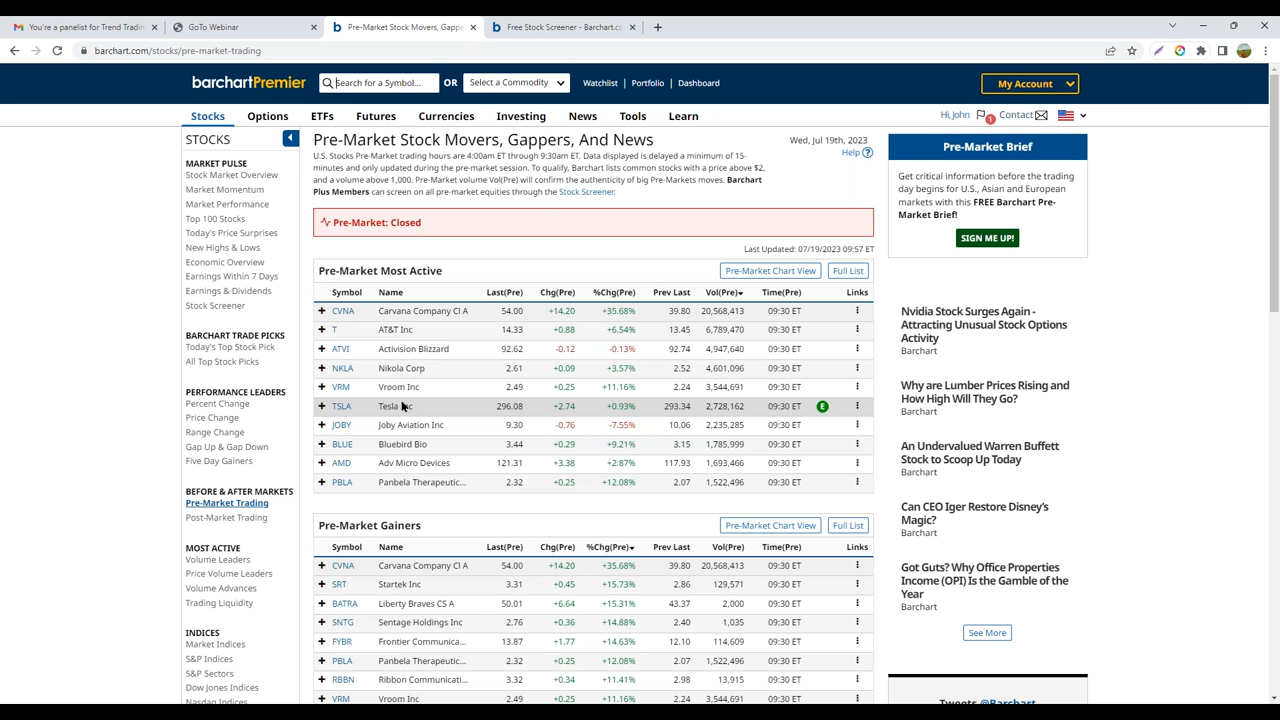 You're a panelist for Trend Tradin
GoTo Webinar
Pre-Market Stock Movers, Gappe
Free Stock Screener - Barchart.co
barchart.com/stocks/pre-market-trading
barchartPremier
Search for a Symbol...
OR
Select a Commodity
Watchlist | Portfolio | Dashboard
My Account
Stocks Options ETFs Futures Currencies Investing News Tools Learn
Hi, John 1 Contact
STOCKS
MARKET PULSE
Stock Market Overview
Market Momentum
Market Performance
Top 100 Stocks
Today's Price Surprises
New Highs & Lows
Economic Overview
Earnings Within 7 Days
Earnings & Dividends
Stock Screener
BARCHART TRADE PICKS
Today's Top Stock Pick
All Top Stock Picks
PERFORMANCE LEADERS
Percent Change
Price Change
Range Change
Gap Up & Gap Down
Five Day Gainers
BEFORE & AFTER MARKETS
Pre-Market Trading
Post-Market Trading
MOST ACTIVE
Volume Leaders
Price Volume Leaders
Volume Advances
Trading Liquidity
INDICES
Market Indices
S&P Indices
S&P Sectors
Dow Jones Indices
Nasdaq Indices
Pre-Market Stock Movers, Gappers, And News
Wed, Jul 19th, 2023
Help ?
U.S. Stocks Pre-Market trading hours are 4:00am ET through 9:30am ET. Data displayed is delayed a minimum of 15-
minutes and only updated during the pre-market session. To qualify, Barchart lists common stocks with a price above $2,
and a volume above 1,000. Pre-Market volume Vol(Pre) will confirm the authenticity of big Pre-Markets moves. Barchart
Plus Members can screen on all pre-market equities through the Stock Screener.
Pre-Market: Closed
Last Updated: 07/19/2023 09:57 ET
Pre-Market Most Active Pre-Market Chart View Full List
Symbol Name Last(Pre) Chg(Pre) %Chg(Pre) Prev Last Vol(Pre) Time(Pre) Links
CVNA Carvana Company Cl A 54.00 +14.20 +35.68% 39.80 20,568,413 09:30 ET
T AT&T Inc 14.33 +0.88 +6.54% 13.45 6,789,470 09:30 ET
ATVI Activision Blizzard 92.62 -0.12 -0.13% 92.74 4,947,640 09:30 ET
NKLA Nikola Corp 2.61 +0.09 +3.57% 2.52 4,601,096 09:30 ET
VRM Vroom Inc 2.49 +0.25 +11.16% 2.24 3,544,691 09:30 ET
TSLA Tesla Inc 296.08 +2.74 +0.93% 293.34 2,728,162 09:30 ET E
JOBY Joby Aviation Inc 9.30 -0.76 -7.55% 10.06 2,235,285 09:30 ET
BLUE Bluebird Bio 3.44 +0.29 +9.21% 3.15 1,785,999 09:30 ET
AMD Adv Micro Devices 121.31 +3.38 +2.87% 117.93 1,693,466 09:30 ET
PBLA Panbela Therapeutic... 2.32 +0.25 +12.08% 2.07 1,522,496 09:30 ET
Pre-Market Gainers Pre-Market Chart View Full List
Symbol Name Last(Pre) Chg(Pre) %Chg(Pre) Prev Last Vol(Pre) Time(Pre) Links
CVNA Carvana Company Cl A 54.00 +14.20 +35.68% 39.80 20,568,413 09:30 ET
SRT Startek Inc 3.31 +0.45 +15.73% 2.86 129,571 09:30 ET
BATRA Liberty Braves CS A 50.01 +6.64 +15.31% 43.37 2,000 09:30 ET
SNTG Sentage Holdings Inc 2.76 +0.36 +14.88% 2.40 1,035 09:30 ET
FYBR Frontier Communica... 13.87 +1.77 +14.63% 12.10 114,609 09:30 ET
PBLA Panbela Therapeutic... 2.32 +0.25 +12.08% 2.07 1,522,496 09:30 ET
RBBN Ribbon Communicati... 3.32 +0.34 +11.41% 2.98 13,915 09:30 ET
VRM Vroom Inc 2.49 +0.25 +11.16% 2.24 3,544,691 09:30 ET
Pre-Market Brief
Get critical information before the trading
day begins for U.S., Asian and European
markets with this FREE Barchart Pre-
Market Brief!
SIGN ME UP!
Nvidia Stock Surges Again -
Attracting Unusual Stock Options
Activity
Barchart
Why are Lumber Prices Rising and
How High Will They Go?
Barchart
An Undervalued Warren Buffett
Stock to Scoop Up Today
Barchart
Can CEO Iger Restore Disney's
Magic?
Barchart
Got Guts? Why Office Properties
Income (OPI) Is the Gamble of the
Year
Barchart
See More
Tweets @Barchart